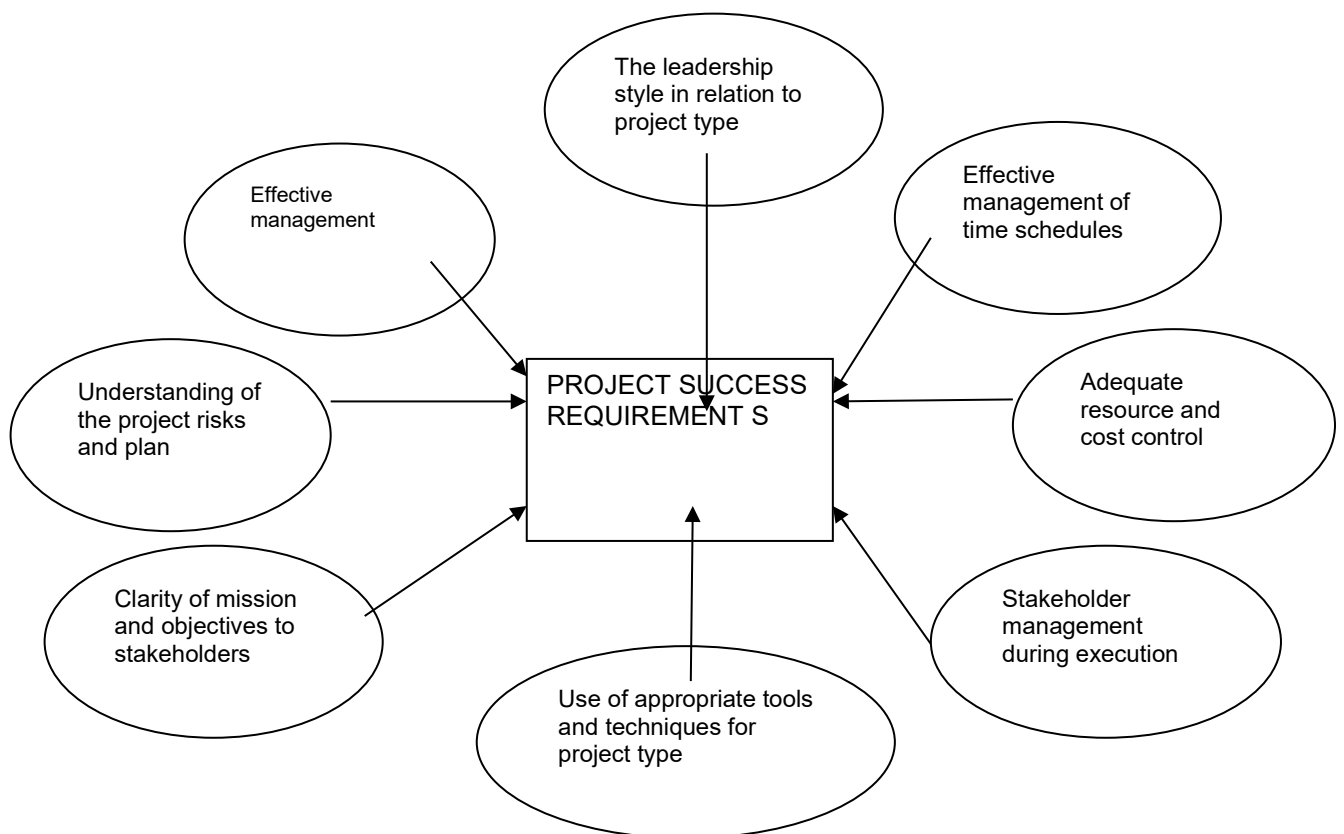 The leadership
style in relation to
project type
Effective
management
Effective
management of
time schedules
Understanding of
the project risks
and plan
PROJECT SUCCESS
REQUIREMENT S
Adequate
resource and
cost control
Clarity of mission
and objectives to
stakeholders
Use of appropriate tools
and techniques for
project type
Stakeholder
management
during execution